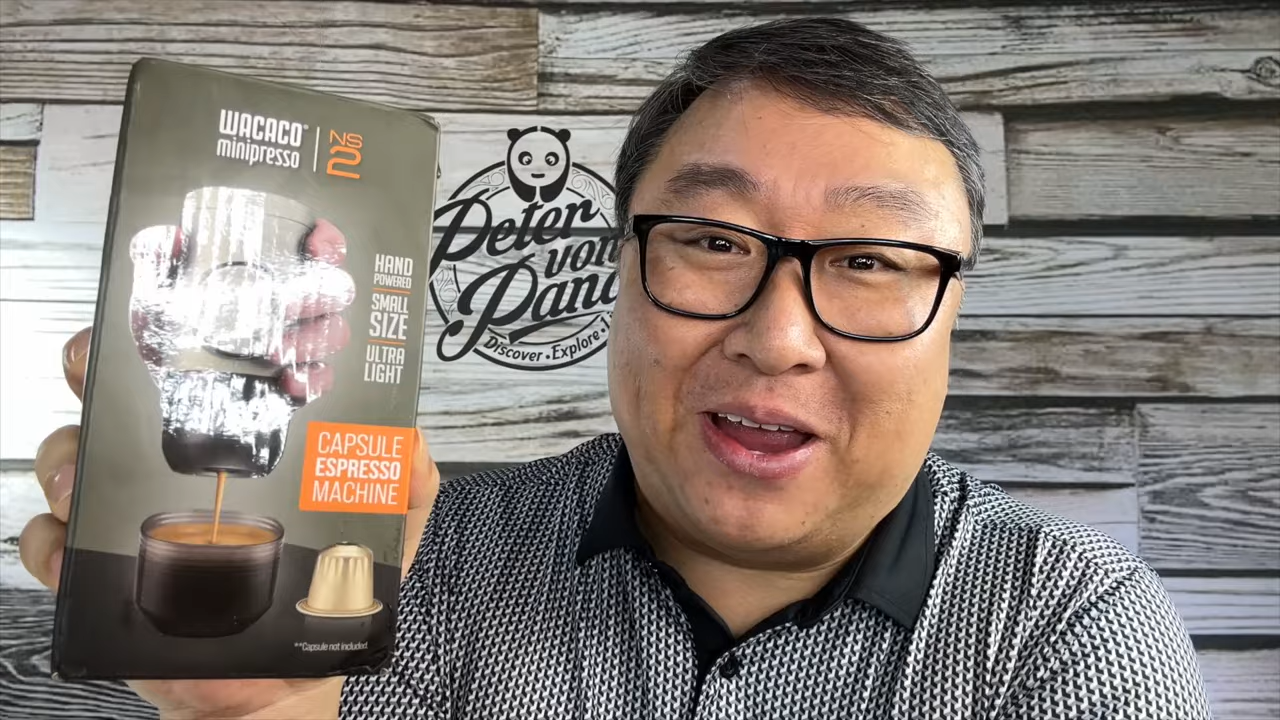 WACACO®
minipresso
NS
2
HAND
POWERED
SMALL
SIZE
ULTRA
LIGHT
CAPSULE
ESPRESSO
MACHINE
**Capsule not included.
Peter
von
Discover • Explore •